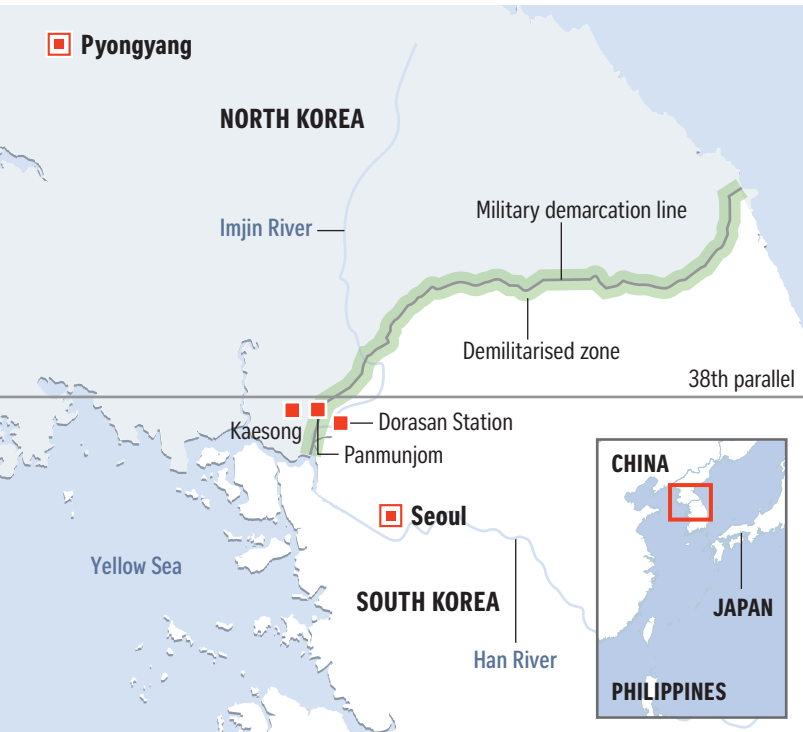 Pyongyang
NORTH KOREA
Military demarcation line
Imjin River
Demilitarised zone
38th parallel
Kaesong
Dorasan Station
Panmunjom
Seoul
Yellow Sea
SOUTH KOREA
Han River
CHINA
JAPAN
PHILIPPINES